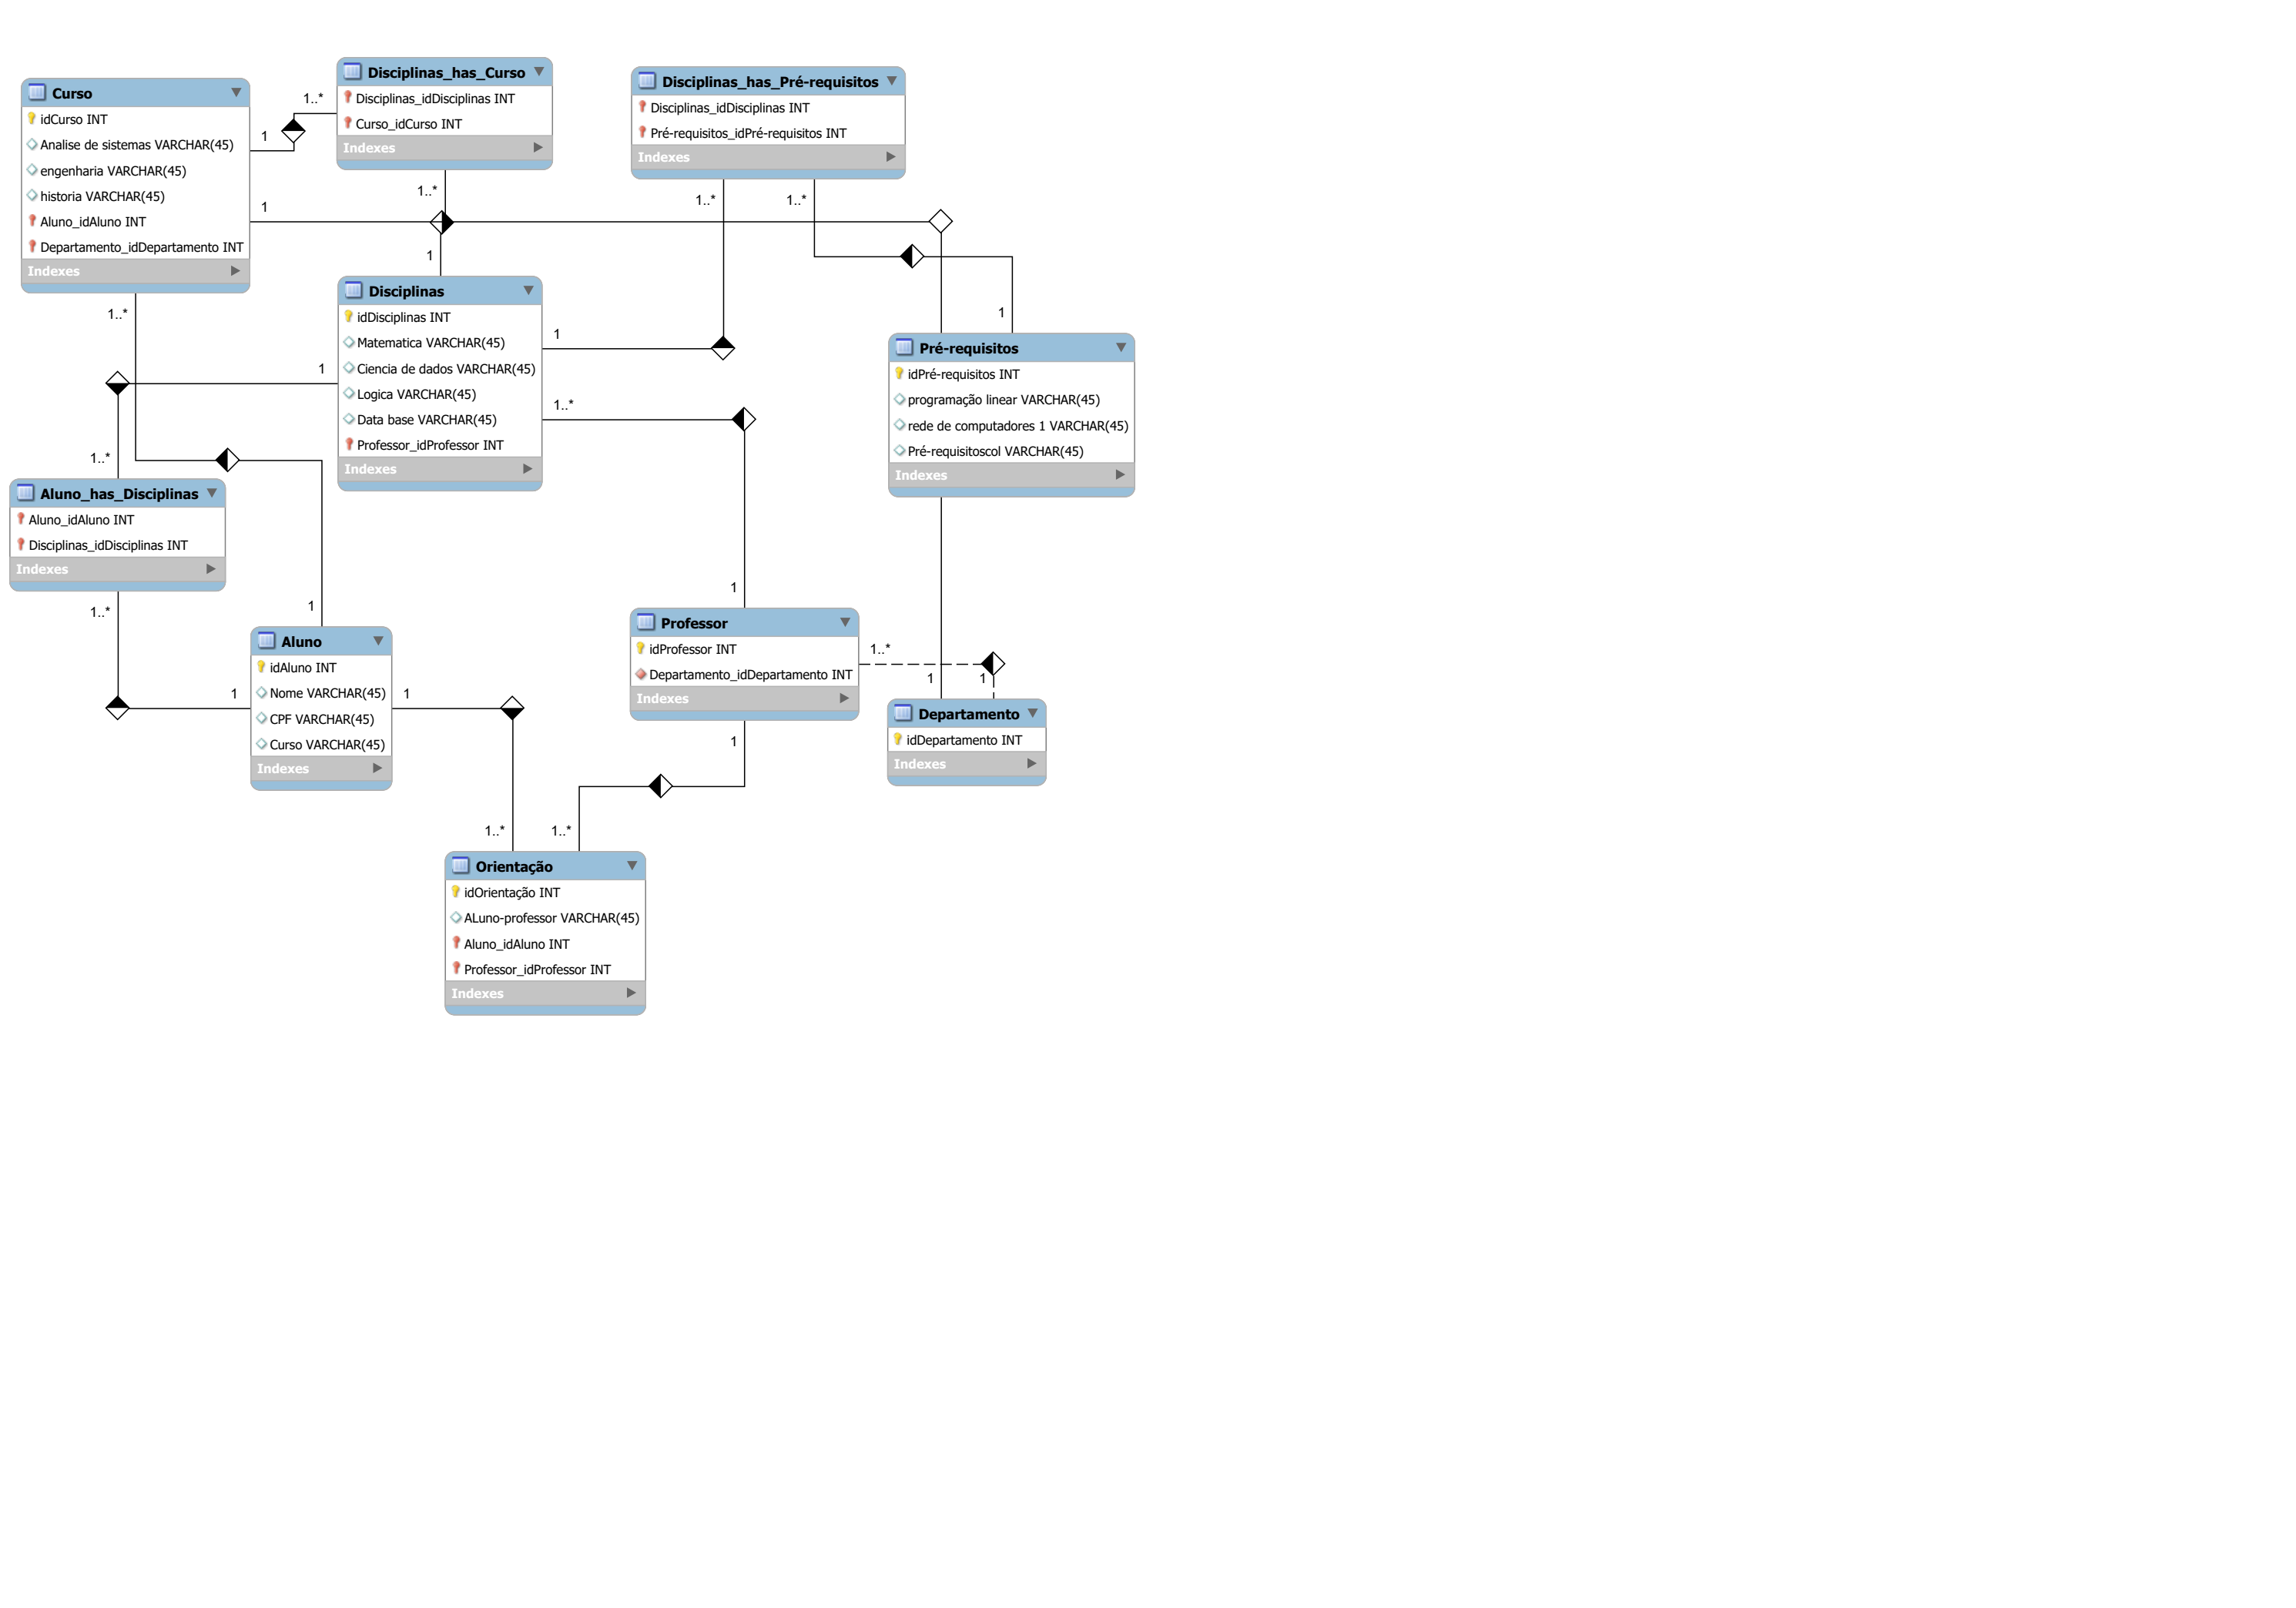 Curso
idCurso INT
Analise de sistemas VARCHAR(45)
engenharia VARCHAR(45)
historia VARCHAR(45)
Aluno_idAluno INT
Departamento_idDepartamento INT
Indexes
1
1..*
1
1..*
Disciplinas_has_Curso
Disciplinas_idDisciplinas INT
Curso_idCurso INT
Indexes
1..*
1
Disciplinas_has_Pré-requisitos
Disciplinas_idDisciplinas INT
Pré-requisitos_idPré-requisitos INT
Indexes
1..*
1..*
Disciplinas
idDisciplinas INT
Matematica VARCHAR(45)
Ciencia de dados VARCHAR(45)
Logica VARCHAR(45)
Data base VARCHAR(45)
Professor_idProfessor INT
Indexes
1
1
1..*
1
Pré-requisitos
idPré-requisitos INT
programação linear VARCHAR(45)
rede de computadores 1 VARCHAR(45)
Pré-requisitoscol VARCHAR(45)
Indexes
1..*
Aluno_has_Disciplinas
Aluno_idAluno INT
Disciplinas_idDisciplinas INT
Indexes
1..*
1
Aluno
idAluno INT
Nome VARCHAR(45)
CPF VARCHAR(45)
Curso VARCHAR(45)
Indexes
1
1
1
Professor
idProfessor INT
Departamento_idDepartamento INT
Indexes
1..*
1
1
1
Departamento
idDepartamento INT
Indexes
1..*
1..*
Orientação
idOrientação INT
ALuno-professor VARCHAR(45)
Aluno_idAluno INT
Professor_idProfessor INT
Indexes